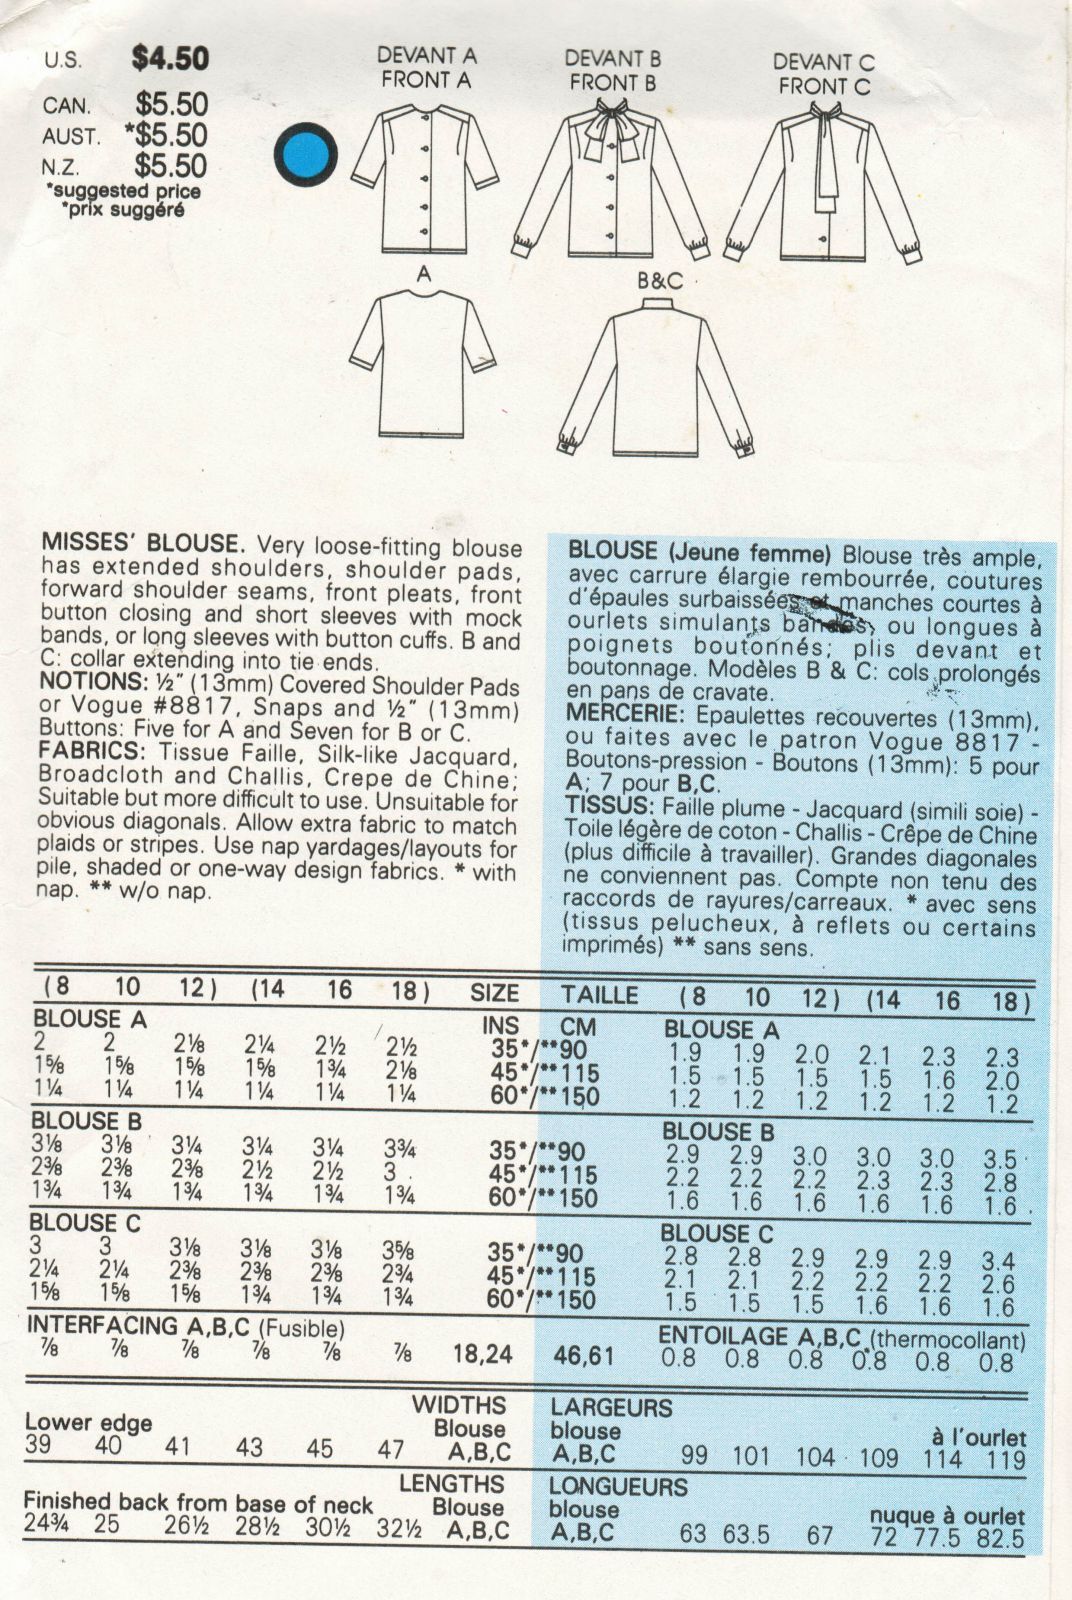 U.S. $4.50
CAN. $5.50
AUST. *$5.50
N.Z. $5.50
*suggested price
*prix suggéré
DEVANT A
FRONT A
DEVANT B
FRONT B
DEVANT C
FRONT C
A
B&C
MISSES' BLOUSE. Very loose-fitting blouse
has extended shoulders, shoulder pads,
forward shoulder seams, front pleats, front
button closing and short sleeves with mock
bands, or long sleeves with button cuffs. B and
C: collar extending into tie ends.
NOTIONS: ½" (13mm) Covered Shoulder Pads
or Vogue #8817, Snaps and ½" (13mm)
Buttons: Five for A and Seven for B or C.
FABRICS: Tissue Faille, Silk-like Jacquard,
Broadcloth and Challis, Crepe de Chine;
Suitable but more difficult to use. Unsuitable for
obvious diagonals. Allow extra fabric to match
plaids or stripes. Use nap yardages/layouts for
pile, shaded or one-way design fabrics. * with
nap. ** w/o nap.
BLOUSE (Jeune femme) Blouse très ample,
avec carrure élargie rembourrée, coutures
d'épaules surbaissées et manches courtes à
ourlets simulants bandes, ou longues à
poignets boutonnés; plis devant et
boutonnage. Modèles B & C: cols prolongés
en pans de cravate.
MERCERIE: Epaulettes recouvertes (13mm),
ou faites avec le patron Vogue 8817 -
Boutons-pression - Boutons (13mm): 5 pour
A; 7 pour B,C.
TISSUS: Faille plume - Jacquard (simili soie) -
Toile légère de coton - Challis - Crêpe de Chine
(plus difficile à travailler). Grandes diagonales
ne conviennent pas. Compte non tenu des
raccords de rayures/carreaux. * avec sens
(tissus pelucheux, à reflets ou certains
imprimés) ** sans sens.
(8 10 12) (14 16 18) SIZE TAILLE (8 10 12) (14 16 18)
BLOUSE A INS CM BLOUSE A
2 2 2⅛ 2¼ 2½ 2½ 35*/**90 1.9 1.9 2.0 2.1 2.3 2.3
1⅝ 1⅝ 1⅝ 1⅝ 1¾ 2⅛ 45*/**115 1.5 1.5 1.5 1.5 1.6 2.0
1¼ 1¼ 1¼ 1¼ 1¼ 1¼ 60*/**150 1.2 1.2 1.2 1.2 1.2 1.2
BLOUSE B BLOUSE B
3⅛ 3⅛ 3¼ 3¼ 3¼ 3¾ 35*/**90 2.9 2.9 3.0 3.0 3.0 3.5
2⅜ 2⅜ 2⅜ 2½ 2½ 3 45*/**115 2.2 2.2 2.2 2.3 2.3 2.8
1¾ 1¾ 1¾ 1¾ 1¾ 1¾ 60*/**150 1.6 1.6 1.6 1.6 1.6 1.6
BLOUSE C BLOUSE C
3 3 3⅛ 3⅛ 3⅛ 3⅝ 35*/**90 2.8 2.8 2.9 2.9 2.9 3.4
2¼ 2¼ 2⅜ 2⅜ 2⅜ 2¾ 45*/**115 2.1 2.1 2.2 2.2 2.2 2.6
1⅝ 1⅝ 1⅝ 1¾ 1¾ 1¾ 60*/**150 1.5 1.5 1.5 1.6 1.6 1.6
INTERFACING A,B,C (Fusible) ENTOILAGE A,B,C (thermocollant)
⅞ ⅞ ⅞ ⅞ ⅞ ⅞ 18,24 46,61 0.8 0.8 0.8 0.8 0.8 0.8
WIDTHS LARGEURS
Lower edge Blouse blouse à l'ourlet
39 40 41 43 45 47 A,B,C A,B,C 99 101 104 109 114 119
LENGTHS LONGUEURS
Finished back from base of neck Blouse blouse nuque à ourlet
24¾ 25 26½ 28½ 30½ 32½ A,B,C A,B,C 63 63.5 67 72 77.5 82.5